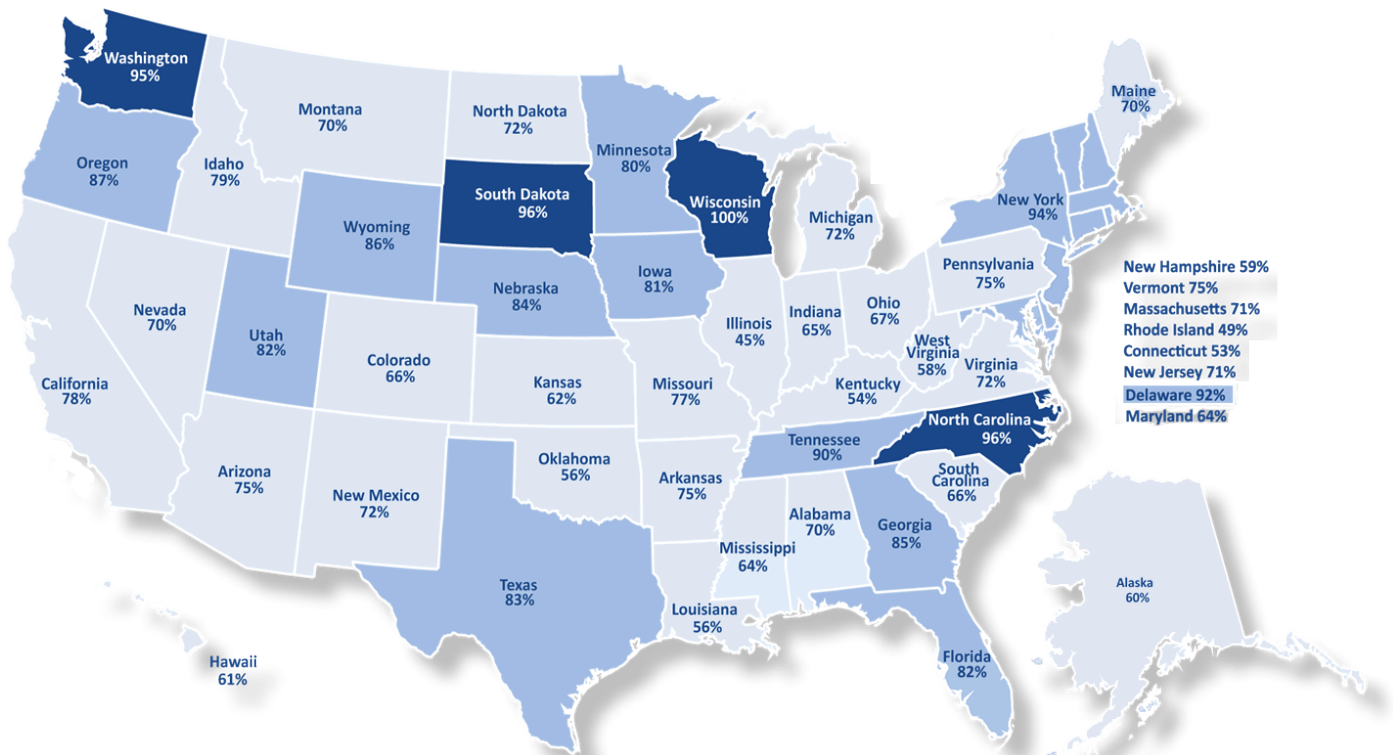 Washington
95%
Montana
70%
North Dakota
72%
Minnesota
80%
Maine
70%
Oregon
87%
Idaho
79%
South Dakota
96%
Wisconsin
100%
Michigan
72%
New York
94%
Wyoming
86%
Iowa
81%
Nebraska
84%
Pennsylvania
75%
New Hampshire 59%
Vermont 75%
Massachusetts 71%
Rhode Island 49%
Connecticut 53%
New Jersey 71%
Delaware 92%
Maryland 64%
Nevada
70%
Utah
82%
Colorado
66%
Illinois
45%
Indiana
65%
Ohio
67%
West
Virginia
58%
Virginia
72%
California
78%
Kansas
62%
Missouri
77%
Kentucky
54%
North Carolina
96%
Tennessee
90%
Arizona
75%
New Mexico
72%
Oklahoma
56%
Arkansas
75%
South
Carolina
66%
Mississippi
64%
Alabama
70%
Georgia
85%
Texas
83%
Louisiana
56%
Florida
82%
Hawaii
61%
Alaska
60%